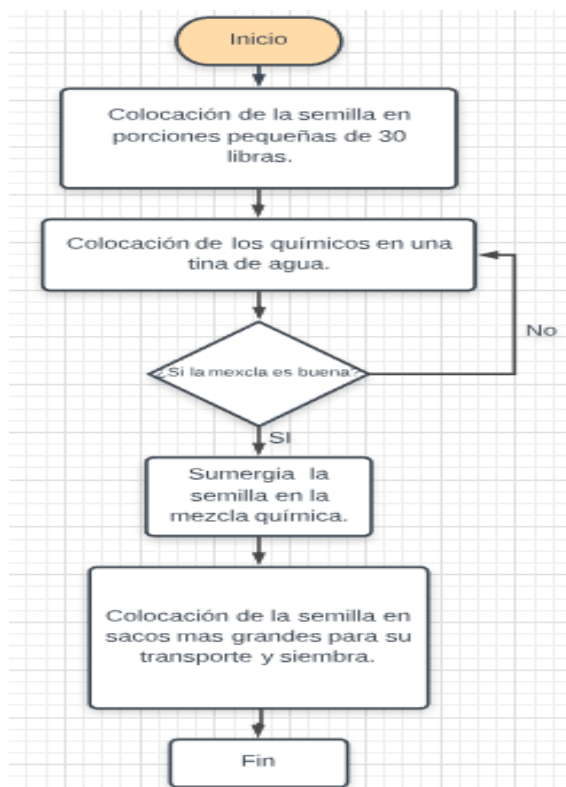 Inicio
Colocación de la semilla en
porciones pequeñas de 30
libras.
Colocación de los químicos en una
tina de agua.
No
¿Si la mexcla es buena?
SI
Sumergia la
semilla en la
mezcla química.
Colocación de la semilla en
sacos mas grandes para su
transporte y siembra.
Fin